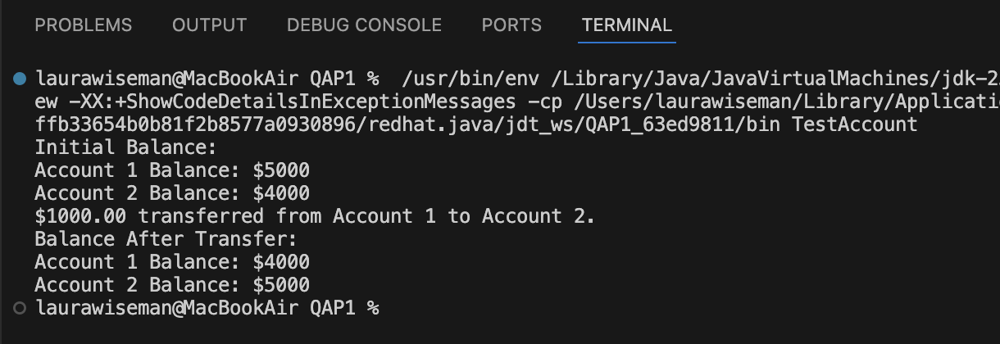 PROBLEMS OUTPUT DEBUG CONSOLE PORTS TERMINAL
laurawiseman@MacBookAir QAP1 % /usr/bin/env /Library/Java/JavaVirtualMachines/jdk-2
ew -XX:+ShowCodeDetailsInExceptionMessages -cp /Users/laurawiseman/Library/Applicati
ffb33654b0b81f2b8577a0930896/redhat.java/jdt_ws/QAP1_63ed9811/bin TestAccount
Initial Balance:
Account 1 Balance: $5000
Account 2 Balance: $4000
$1000.00 transferred from Account 1 to Account 2.
Balance After Transfer:
Account 1 Balance: $4000
Account 2 Balance: $5000
laurawiseman@MacBookAir QAP1 %